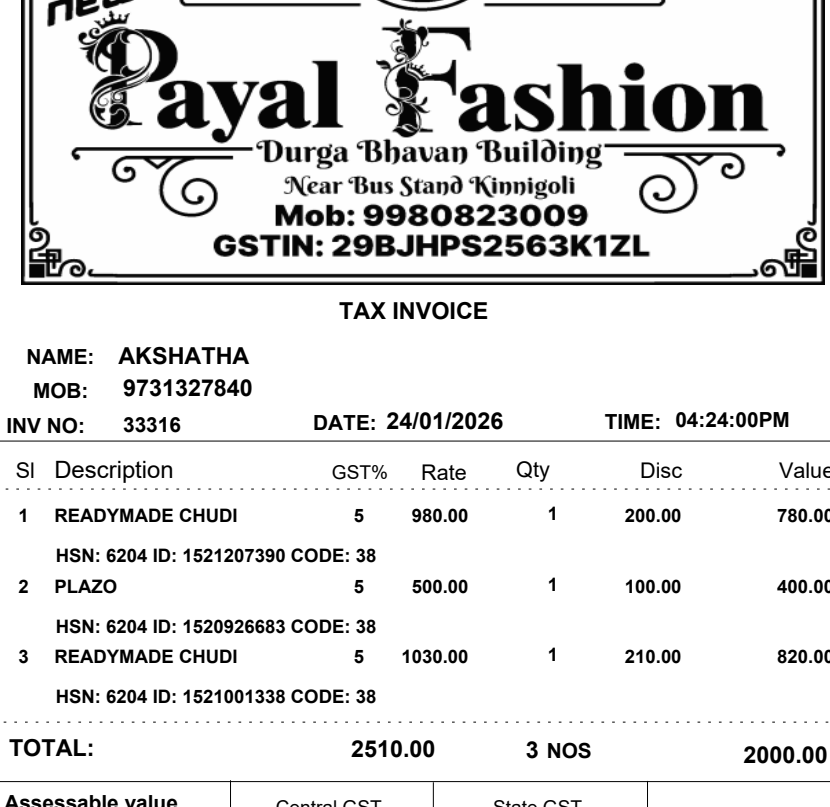 new
Payal Fashion
Durga Bhavan Building
Near Bus Stand Kinnigoli
Mob: 9980823009
GSTIN: 29BJHPS2563K1ZL
TAX INVOICE
NAME: AKSHATHA
MOB: 9731327840
INV NO: 33316 DATE: 24/01/2026 TIME: 04:24:00PM
Sl Description GST% Rate Qty Disc Value
1 READYMADE CHUDI 5 980.00 1 200.00 780.00
HSN: 6204 ID: 1521207390 CODE: 38
2 PLAZO 5 500.00 1 100.00 400.00
HSN: 6204 ID: 1520926683 CODE: 38
3 READYMADE CHUDI 5 1030.00 1 210.00 820.00
HSN: 6204 ID: 1521001338 CODE: 38
TOTAL: 2510.00 3 NOS 2000.00
Assessable value Central GST State GST